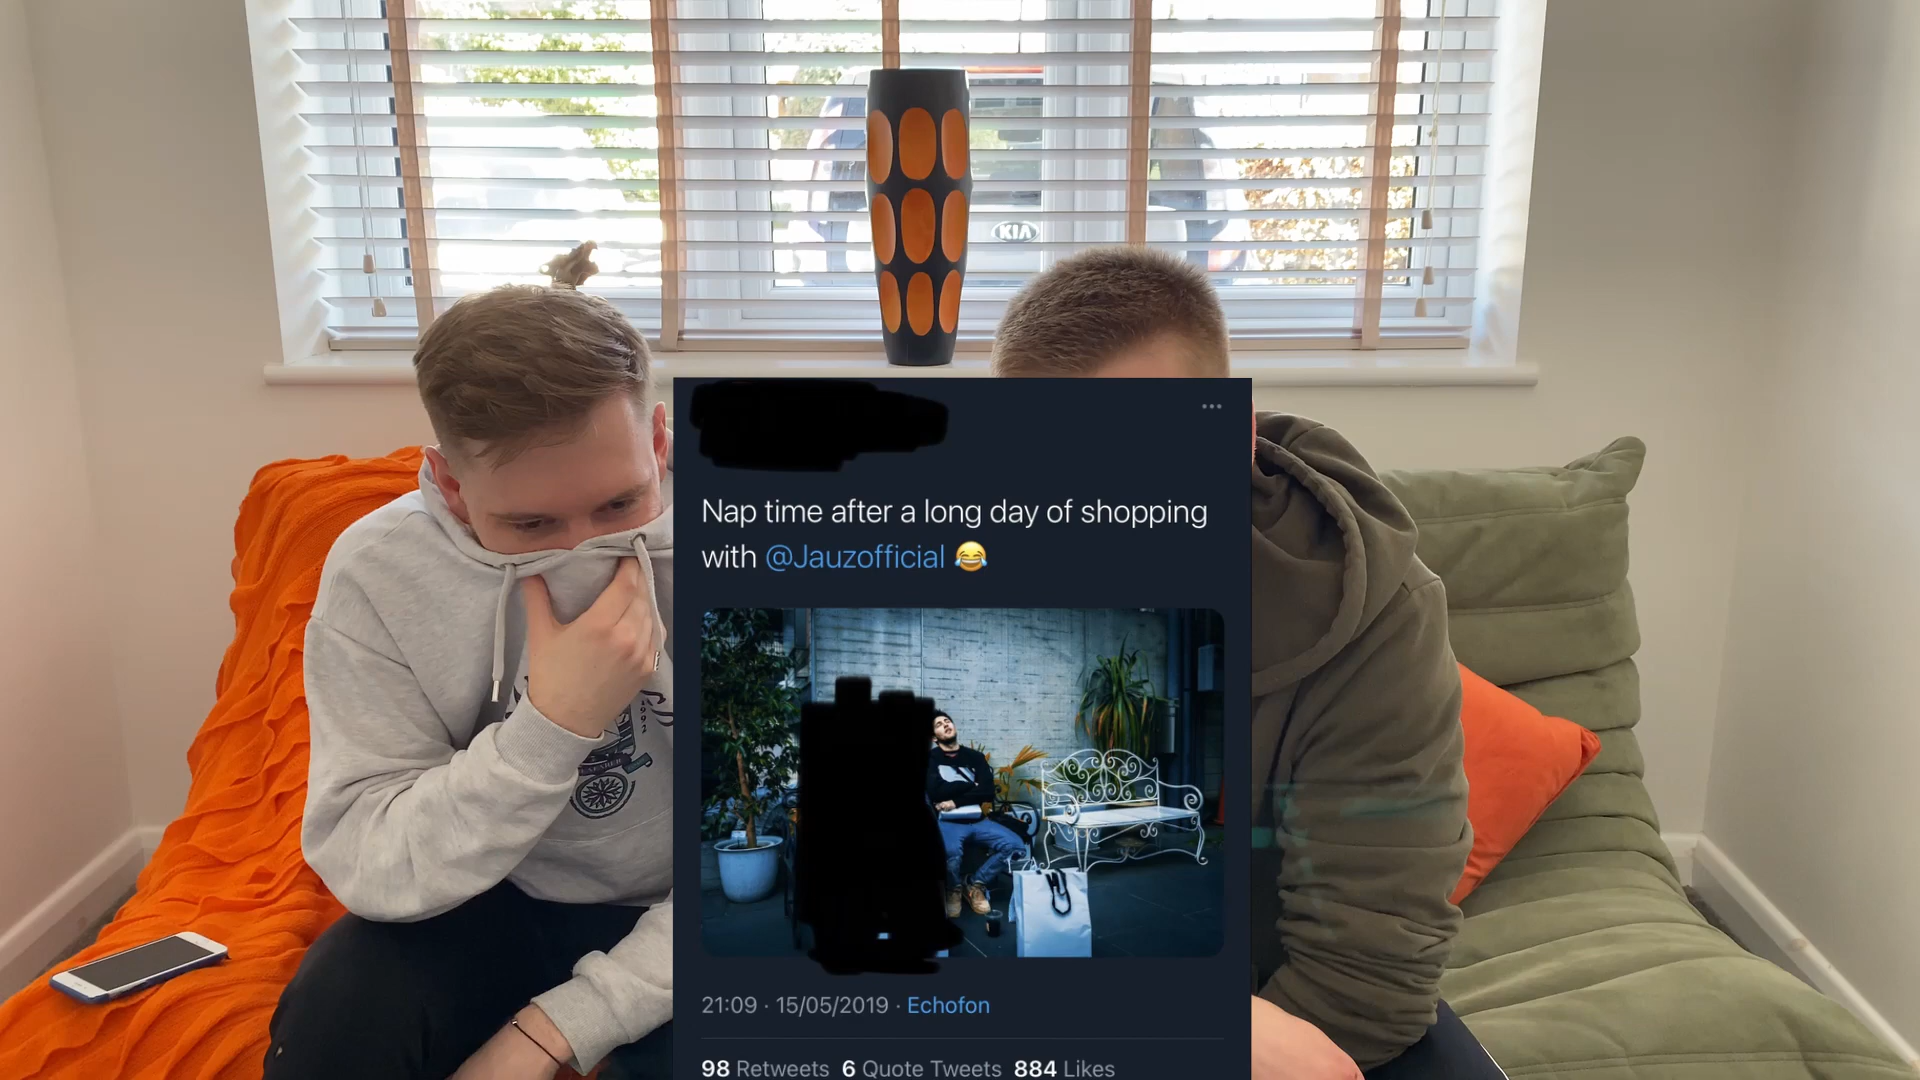 KIA
Nap time after a long day of shopping
with @Jauzofficial 😂
1992
21:09 · 15/05/2019 · Echofon
98 Retweets 6 Quote Tweets 884 Likes